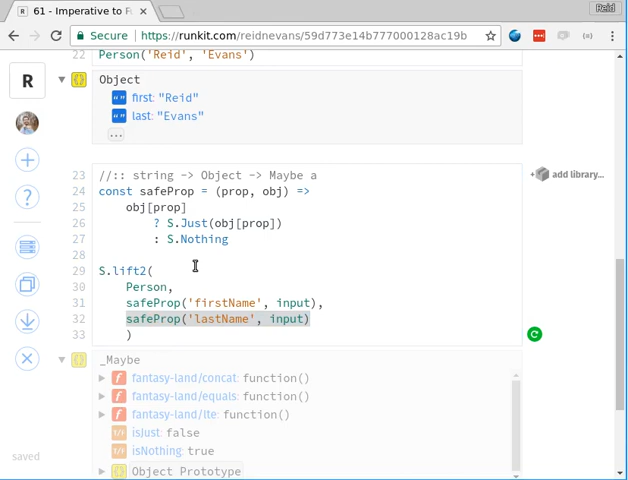 61 - Imperative to F
Reid
Secure
https://runkit.com/reidnevans/59d773e14b777000128ac19b
22 Person('Reid', 'Evans')
R
Object
first: "Reid"
last: "Evans"
...
23 //:: string -> Object -> Maybe a
24 const safeProp = (prop, obj) =>
25 obj[prop]
26 ? S.Just(obj[prop])
27 : S.Nothing
28
29 S.lift2(
30 Person,
31 safeProp('firstName', input),
32 safeProp('lastName', input)
33 )
+ add library...
_Maybe
f fantasy-land/concat: function()
f fantasy-land/equals: function()
f fantasy-land/lte: function()
isJust: false
isNothing: true
{} Object Prototype
saved